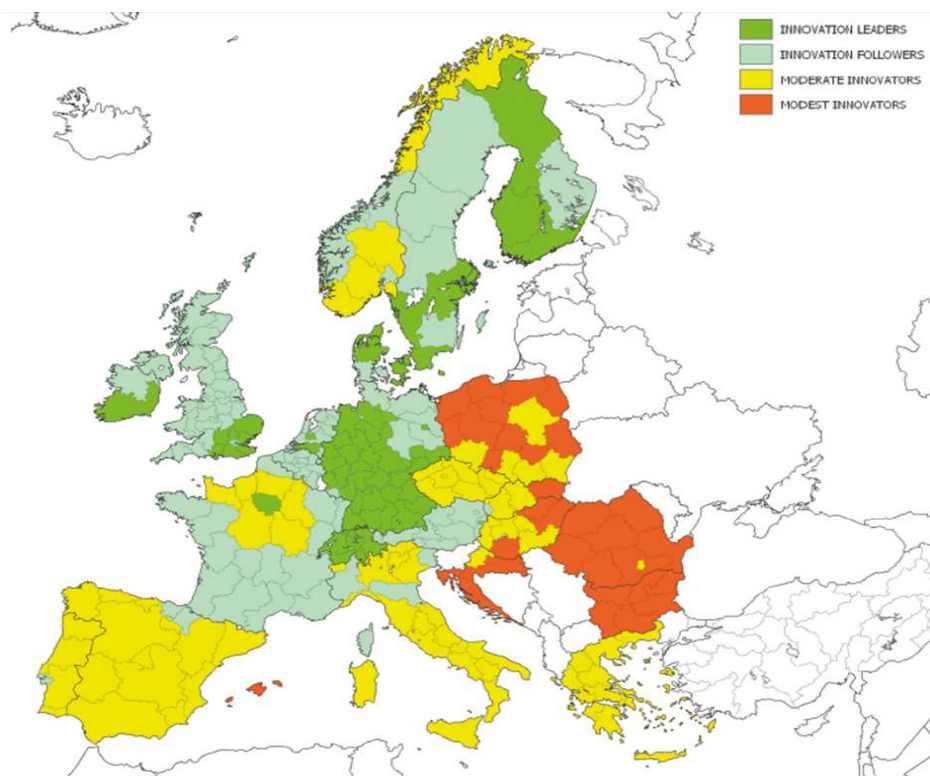 INNOVATION LEADERS
INNOVATION FOLLOWERS
MODERATE INNOVATORS
MODEST INNOVATORS